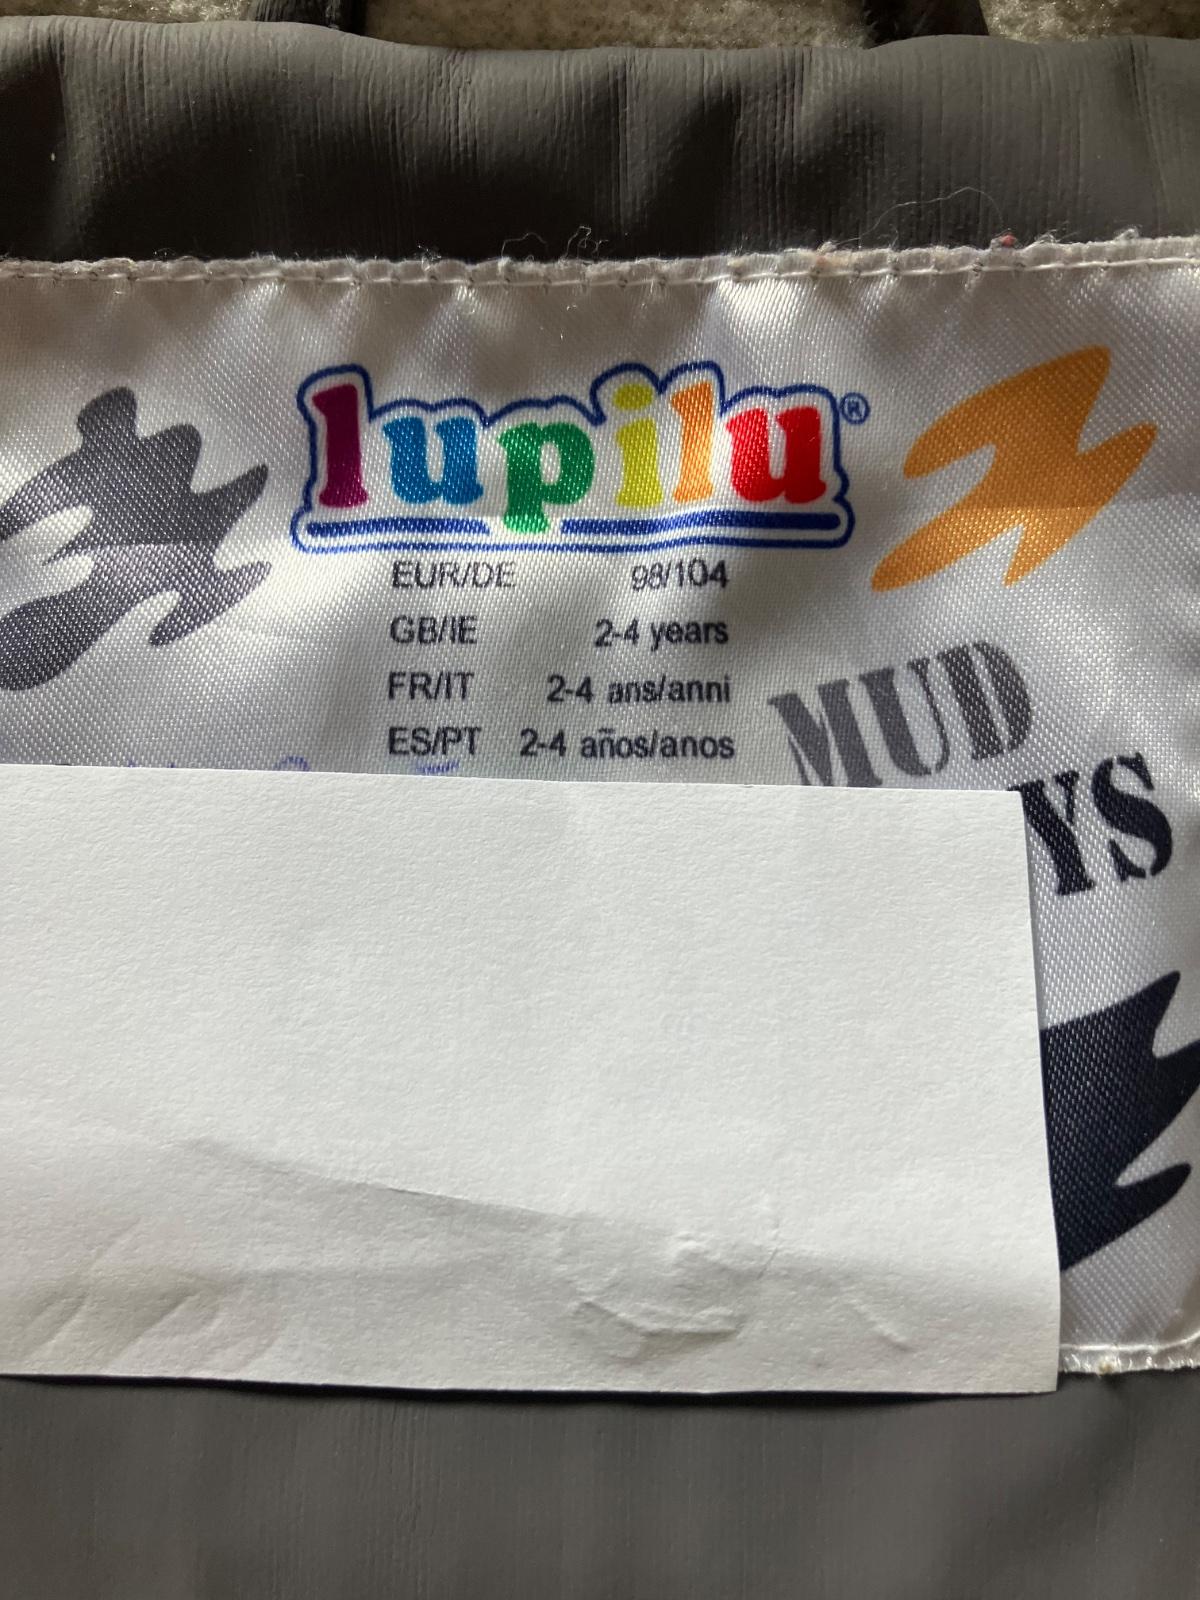 lupilu®
EUR/DE 98/104
GB/IE 2-4 years
FR/IT 2-4 ans/anni
ES/PT 2-4 años/anos
MUD
YS